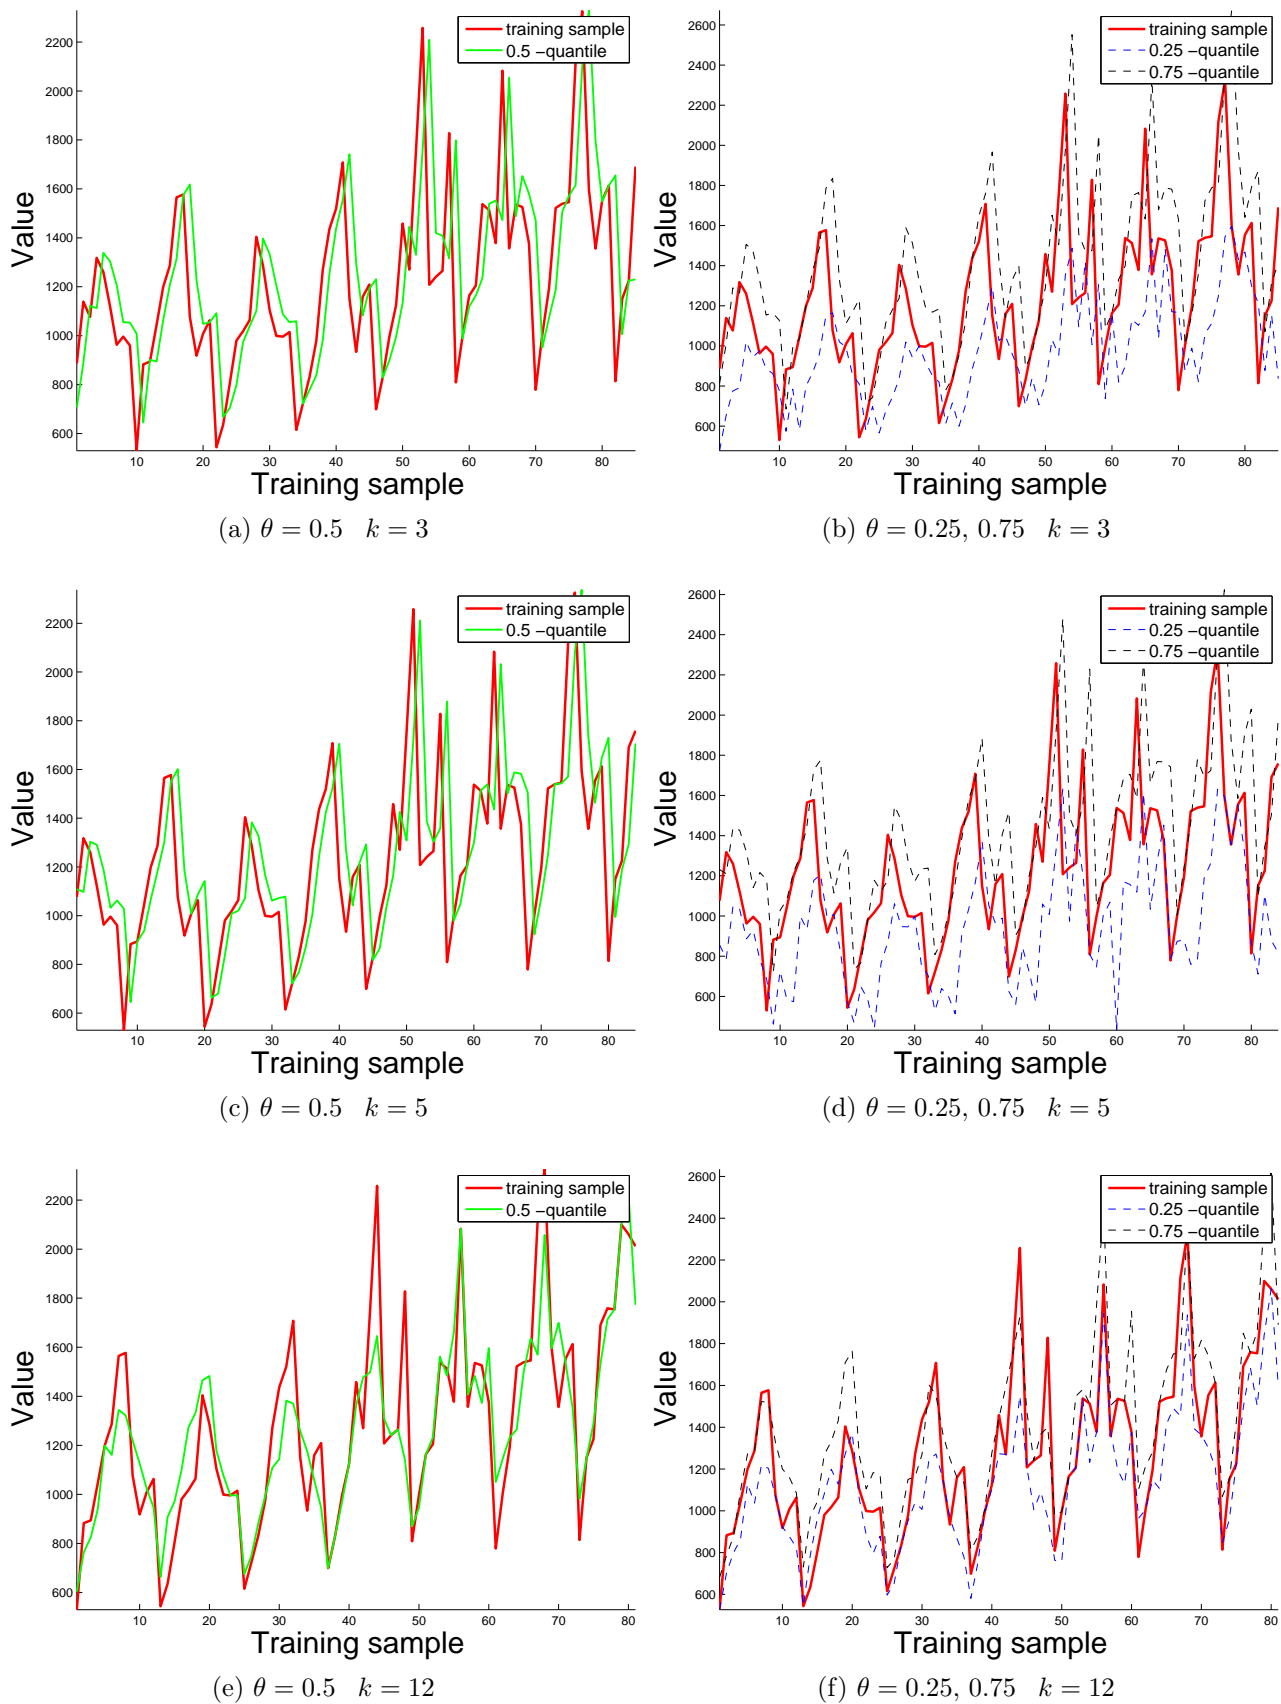 training sample
0.5 −quantile
2200
2000
1800
1600
1400
1200
1000
800
600
Value
10 20 30 40 50 60 70 80
Training sample
(a) θ = 0.5 k = 3
training sample
0.25 −quantile
0.75 −quantile
2600
2400
2200
2000
1800
1600
1400
1200
1000
800
600
Value
10 20 30 40 50 60 70 80
Training sample
(b) θ = 0.25, 0.75 k = 3
training sample
0.5 −quantile
2200
2000
1800
1600
1400
1200
1000
800
600
Value
10 20 30 40 50 60 70 80
Training sample
(c) θ = 0.5 k = 5
training sample
0.25 −quantile
0.75 −quantile
2600
2400
2200
2000
1800
1600
1400
1200
1000
800
600
Value
10 20 30 40 50 60 70 80
Training sample
(d) θ = 0.25, 0.75 k = 5
training sample
0.5 −quantile
2200
2000
1800
1600
1400
1200
1000
800
600
Value
10 20 30 40 50 60 70 80
Training sample
(e) θ = 0.5 k = 12
training sample
0.25 −quantile
0.75 −quantile
2600
2400
2200
2000
1800
1600
1400
1200
1000
800
600
Value
10 20 30 40 50 60 70 80
Training sample
(f) θ = 0.25, 0.75 k = 12